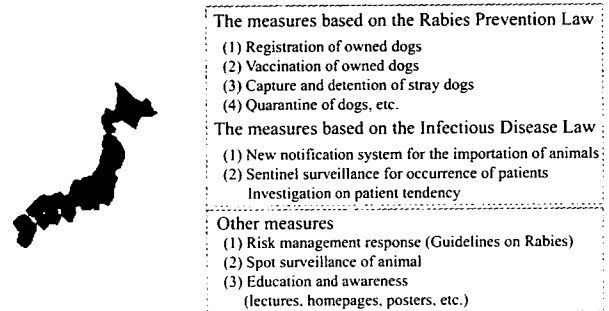 The measures based on the Rabies Prevention Law
(1) Registration of owned dogs
(2) Vaccination of owned dogs
(3) Capture and detention of stray dogs
(4) Quarantine of dogs, etc.
The measures based on the Infectious Disease Law
(1) New notification system for the importation of animals
(2) Sentinel surveillance for occurrence of patients
Investigation on patient tendency
Other measures
(1) Risk management response (Guidelines on Rabies)
(2) Spot surveillance of animal
(3) Education and awareness
(lectures, homepages, posters, etc.)